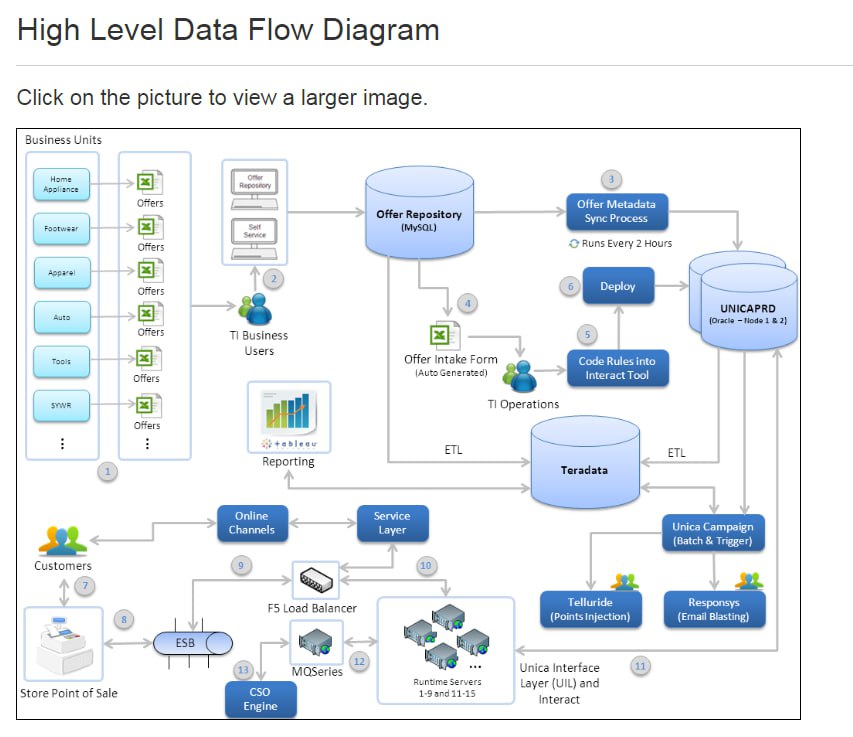 High Level Data Flow Diagram
Click on the picture to view a larger image.
Business Units
Home
Appliance
Footwear
Apparel
Auto
Tools
SYWR
Offers
Offers
Offers
Offers
Offers
Offers
1
Offer
Repository
Self
Service
2
TI Business
Users
Offer Repository
(MySQL)
3
Offer Metadata
Sync Process
Runs Every 2 Hours
4
Offer Intake Form
(Auto Generated)
TI Operations
5
Code Rules into
Interact Tool
6
Deploy
UNICAPRD
(Oracle – Node 1 & 2)
+ableau
Reporting
ETL
Teradata
ETL
Online
Channels
Service
Layer
Unica Campaign
(Batch & Trigger)
Telluride
(Points Injection)
Responsys
(Email Blasting)
Customers
7
Store Point of Sale
8
ESB
9
F5 Load Balancer
10
MQSeries
12
13
CSO
Engine
...
Runtime Servers
1-9 and 11-15
Unica Interface
Layer (UIL) and
Interact
11